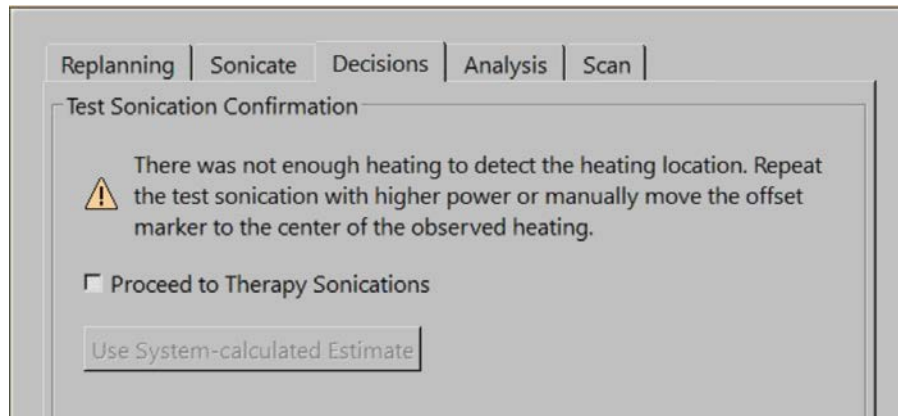 Replanning Sonicate Decisions Analysis Scan
Test Sonication Confirmation
There was not enough heating to detect the heating location. Repeat
the test sonication with higher power or manually move the offset
marker to the center of the observed heating.
Proceed to Therapy Sonications
Use System-calculated Estimate